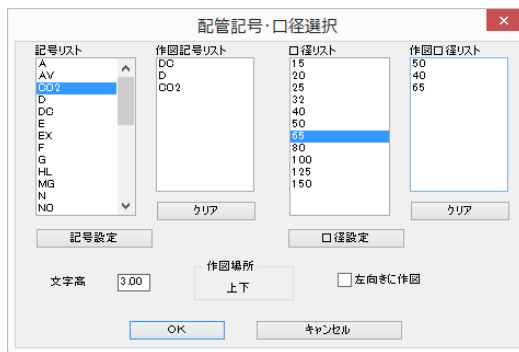 配管記号・口径選択
×
記号リスト
A
AV
CO2
D
DC
E
EX
F
G
HL
MG
N
NO
作図記号リスト
DC
D
CO2
クリア
口径リスト
15
20
25
32
40
50
65
80
100
125
150
作図口径リスト
50
40
65
クリア
記号設定
口径設定
文字高
3.00
作図場所
上下
左向きに作図
OK
キャンセル